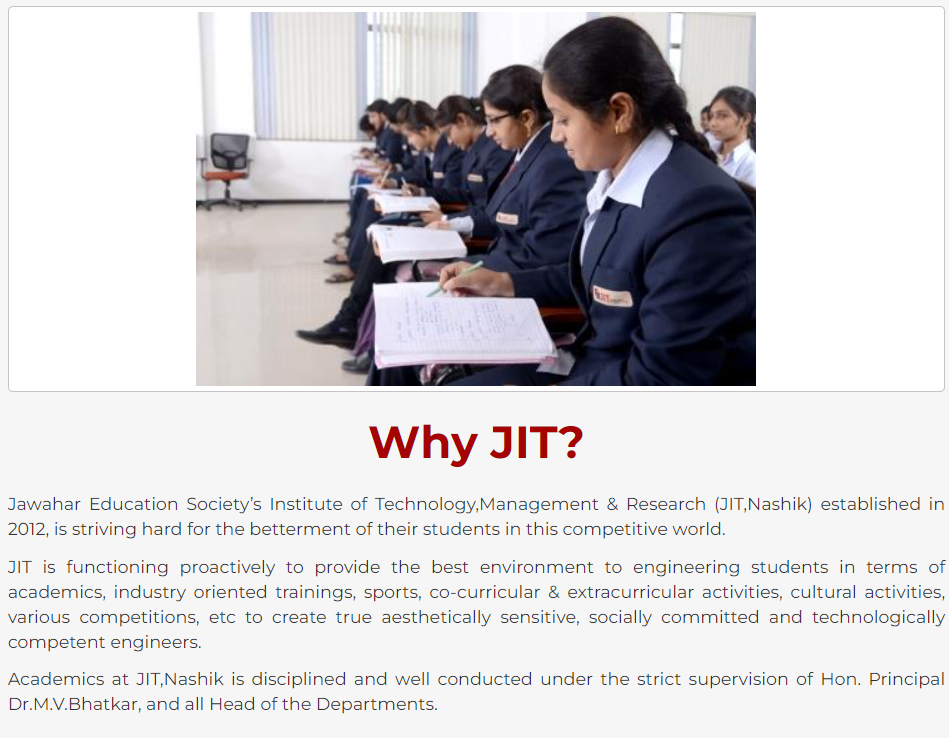 JIT
Why JIT?
Jawahar Education Society’s Institute of Technology,Management & Research (JIT,Nashik) established in
2012, is striving hard for the betterment of their students in this competitive world.
JIT is functioning proactively to provide the best environment to engineering students in terms of
academics, industry oriented trainings, sports, co-curricular & extracurricular activities, cultural activities,
various competitions, etc to create true aesthetically sensitive, socially committed and technologically
competent engineers.
Academics at JIT,Nashik is disciplined and well conducted under the strict supervision of Hon. Principal
Dr.M.V.Bhatkar, and all Head of the Departments.